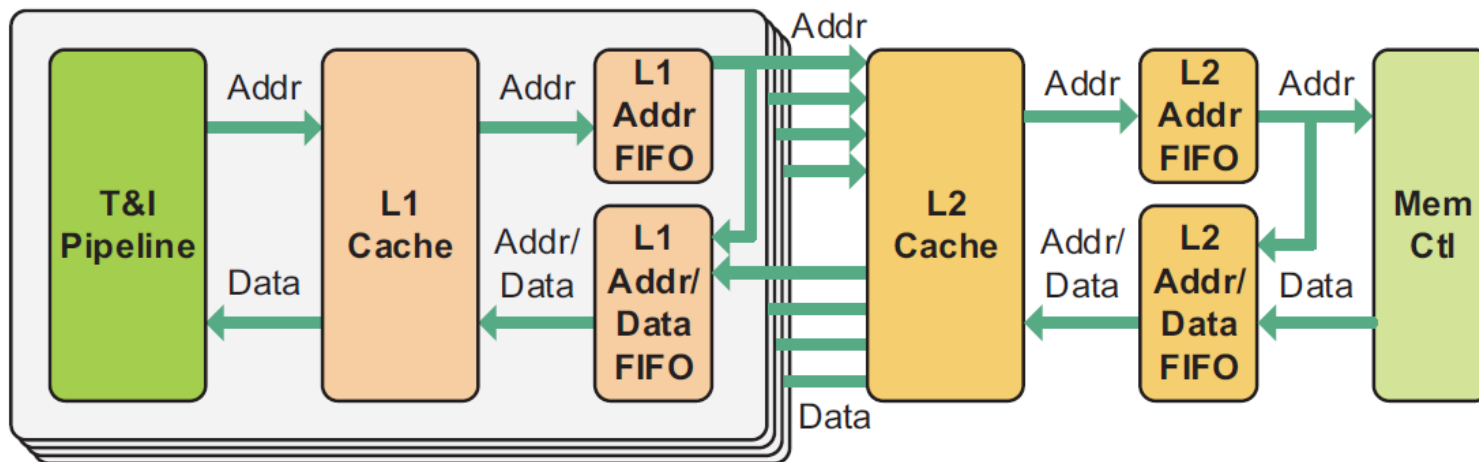 Addr
T&I
Pipeline
Addr
Data
L1
Cache
Addr
Addr/
Data
L1
Addr
FIFO
L1
Addr/
Data
FIFO
Data
L2
Cache
Addr
Addr/
Data
L2
Addr
FIFO
L2
Addr/
Data
FIFO
Addr
Data
Mem
Ctl